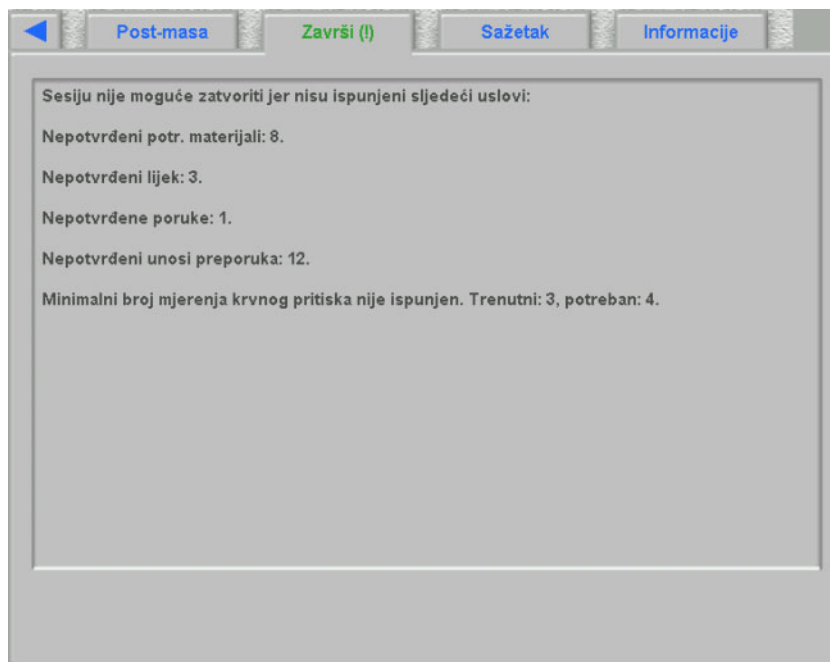 Post-masa
Završi (!)
Sažetak
Informacije
Sesiju nije moguće zatvoriti jer nisu ispunjeni sljedeći uslovi:
Nepotvrđeni potr. materijali: 8.
Nepotvrđeni lijek: 3.
Nepotvrđene poruke: 1.
Nepotvrđeni unosi preporuka: 12.
Minimalni broj mjerenja krvnog pritiska nije ispunjen. Trenutni: 3, potreban: 4.